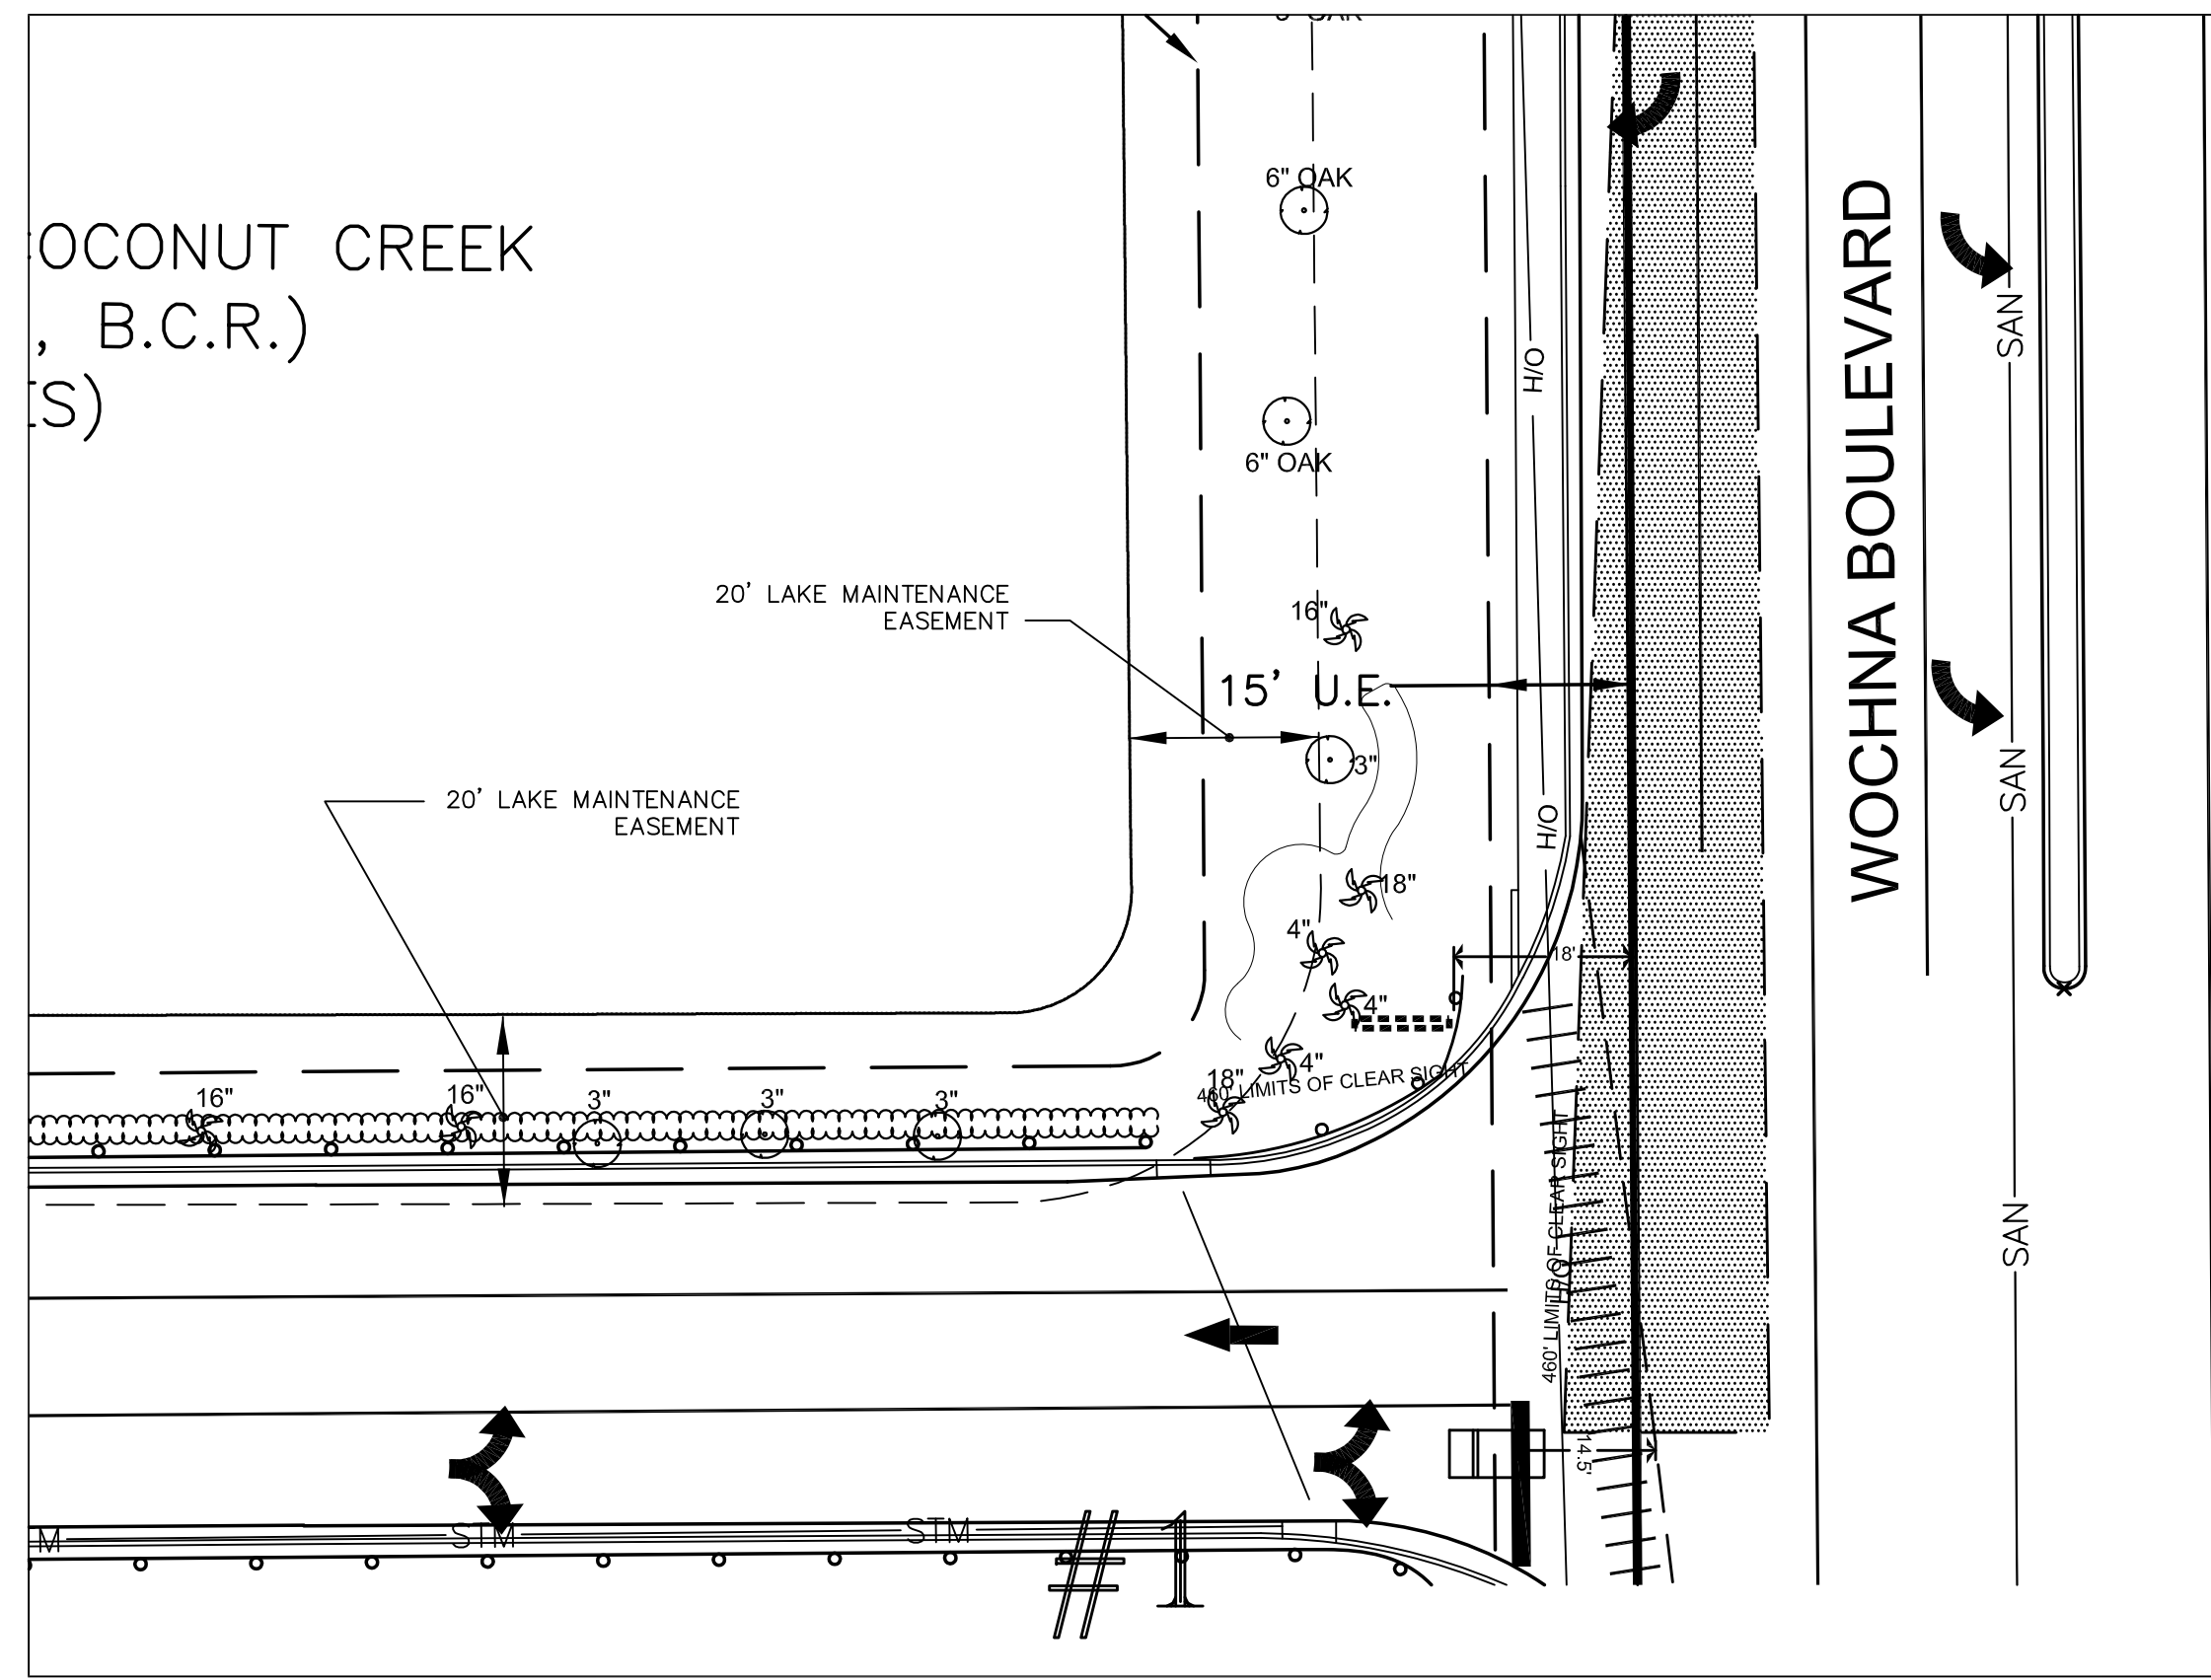 OCONUT CREEK
, B.C.R.)
S)
6" OAK
6" OAK
H/O
WOCHNA BOULEVARD
SAN
20' LAKE MAINTENANCE
EASEMENT
16"
15' U.E.
3"
20' LAKE MAINTENANCE
EASEMENT
H/O
SAN
18"
4"
18'
4"
4"
18"
460' LIMITS OF CLEAR SIGHT
16"
16"
3"
3"
3"
460' LIMITS OF CLEAR SIGHT
H/O
SAN
14.5'
M
STM
STM
#1